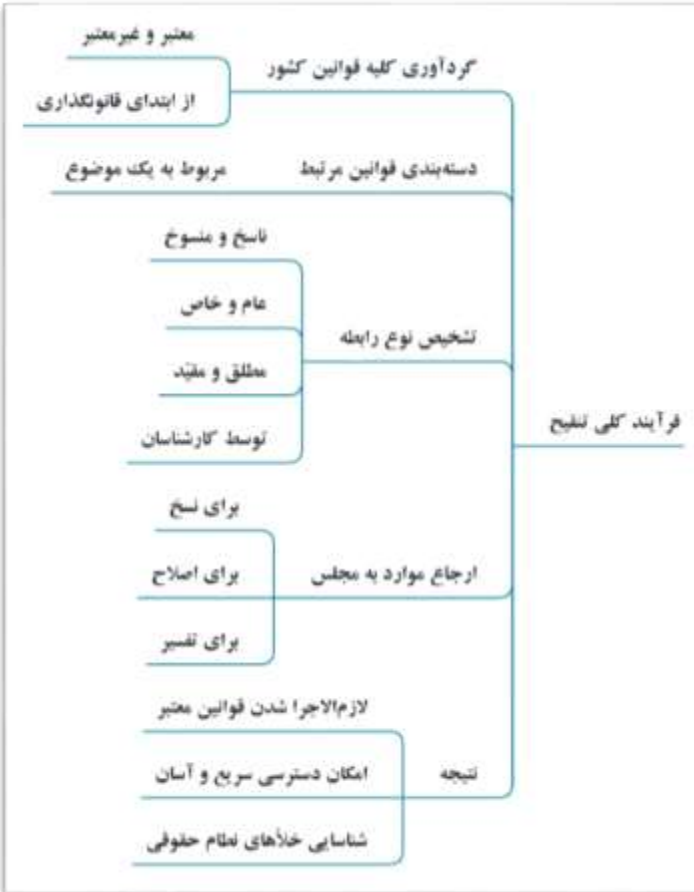 فرآیند کلی تنقیح
گردآوری کلیه قوانین کشور
معتبر و غیرمعتبر
از ابتدای قانونگذاری
دسته‌بندی قوانین مرتبط
مربوط به یک موضوع
تشخیص نوع رابطه
ناسخ و منسوخ
عام و خاص
مطلق و مقیّد
توسط کارشناسان
ارجاع موارد به مجلس
برای نسخ
برای اصلاح
برای تفسیر
نتیجه
لازم‌الاجرا شدن قوانین معتبر
امکان دسترسی سریع و آسان
شناسایی خلأهای نظام حقوقی